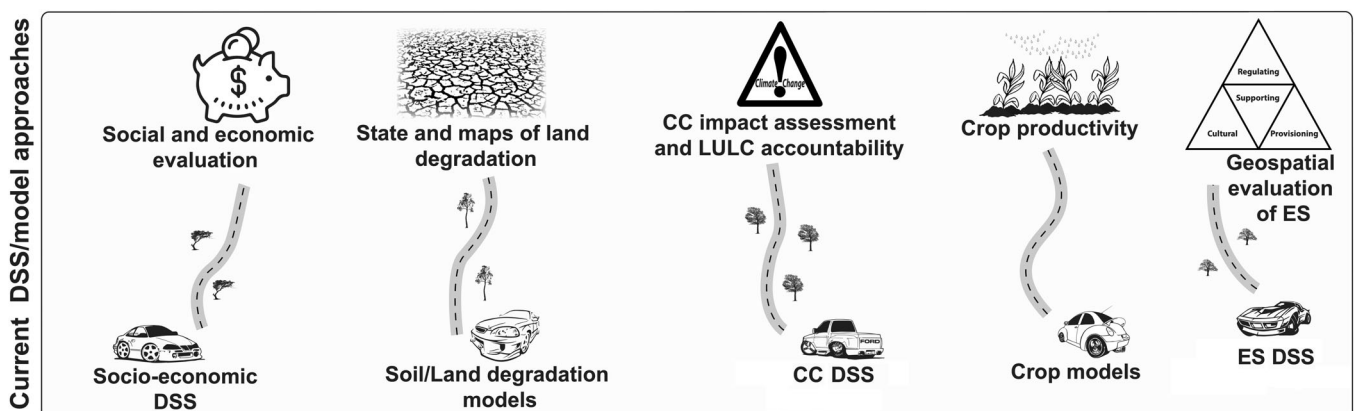 Current DSS/model approaches
$
Social and economic
evaluation
State and maps of land
degradation
!
Climate Change
CC impact assessment
and LULC accountability
Crop productivity
Regulating
Supporting
Cultural
Provisioning
Geospatial
evaluation
of ES
Socio-economic
DSS
Soil/Land degradation
models
FORD
CC DSS
Crop models
ES DSS